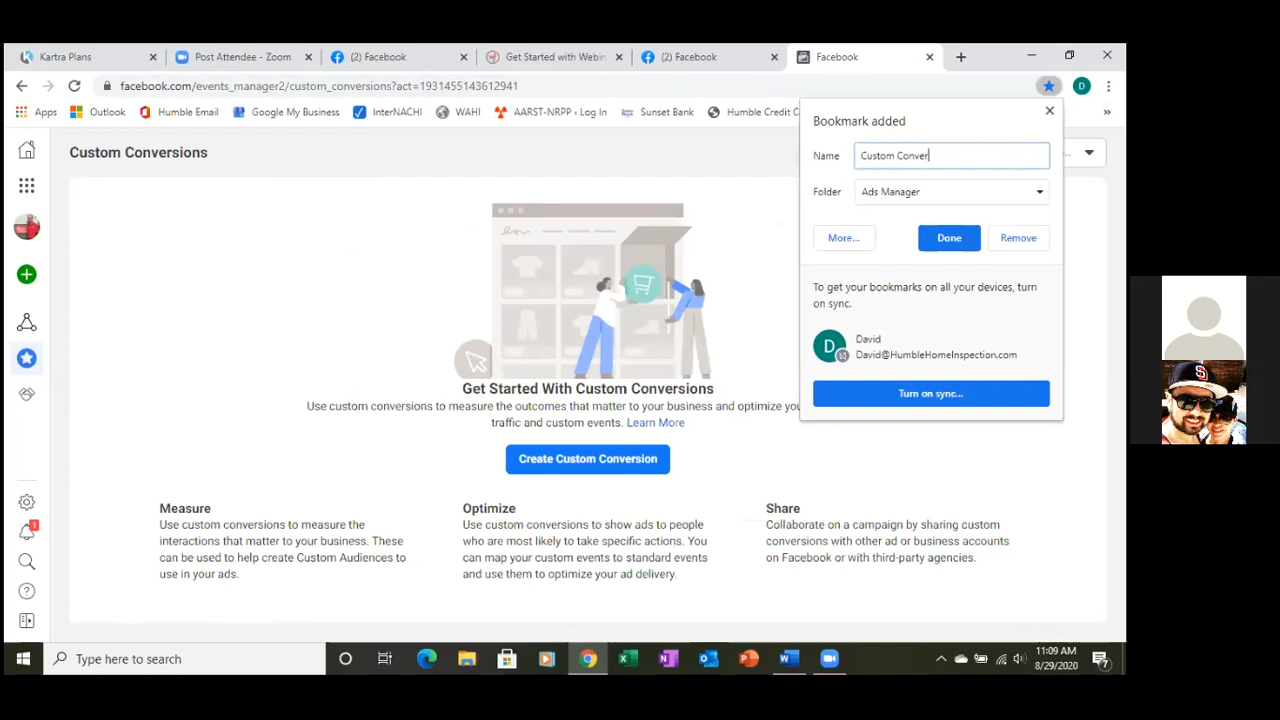 Kartra Plans
Post Attendee - Zoom
(2) Facebook
Get Started with Webin
(2) Facebook
Facebook
facebook.com/events_manager2/custom_conversions?act=1931455143612941
Apps
Outlook
Humble Email
Google My Business
InterNACHI
WAHI
AARST-NRPP ‹ Log In
Sunset Bank
Humble Credit C
»
Custom Conversions
Bookmark added
Name
Custom Conver
Folder
Ads Manager
More...
Done
Remove
To get your bookmarks on all your devices, turn
on sync.
D
David
David@HumbleHomeInspection.com
Turn on sync...
Get Started With Custom Conversions
Use custom conversions to measure the outcomes that matter to your business and optimize you
traffic and custom events. Learn More
Create Custom Conversion
Measure
Use custom conversions to measure the
interactions that matter to your business. These
can be used to help create Custom Audiences to
use in your ads.
Optimize
Use custom conversions to show ads to people
who are most likely to take specific actions. You
can map your custom events to standard events
and use them to optimize your ad delivery.
Share
Collaborate on a campaign by sharing custom
conversions with other ad or business accounts
on Facebook or with third-party agencies.
1
Type here to search
11:09 AM
8/29/2020
7